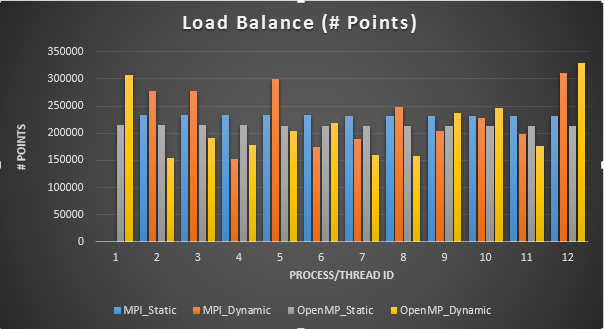 Load Balance (# Points)
350000
300000
250000
200000
150000
100000
50000
0
# POINTS
1 2 3 4 5 6 7 8 9 10 11 12
PROCESS/THREAD ID
MPI_Static MPI_Dynamic OpenMP_Static OpenMP_Dynamic